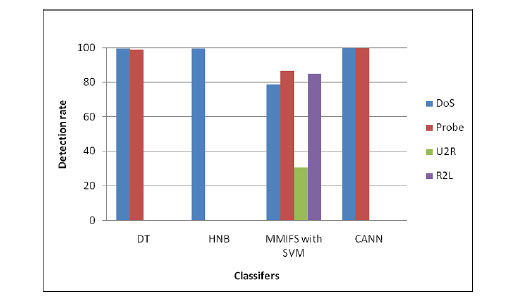 Detection rate
100
80
60
40
20
0
DT
HNB
MMIFS with
SVM
CANN
Classifers
DoS
Probe
U2R
R2L